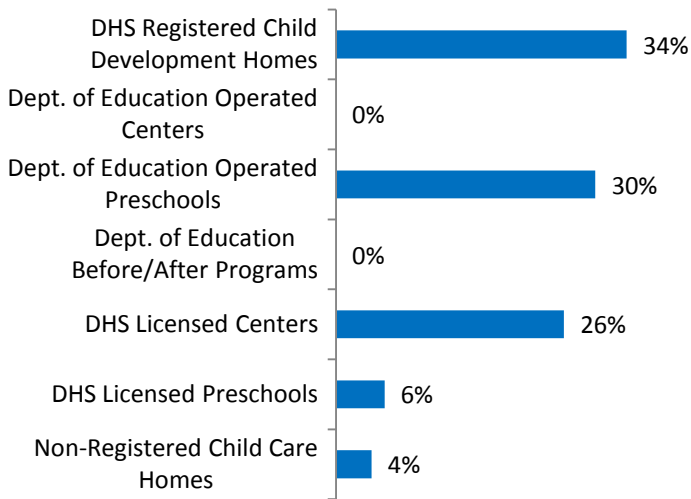 DHS Registered Child
Development Homes
34%
Dept. of Education Operated
Centers
0%
Dept. of Education Operated
Preschools
30%
Dept. of Education
Before/After Programs
0%
DHS Licensed Centers
26%
DHS Licensed Preschools
6%
Non-Registered Child Care
Homes
4%